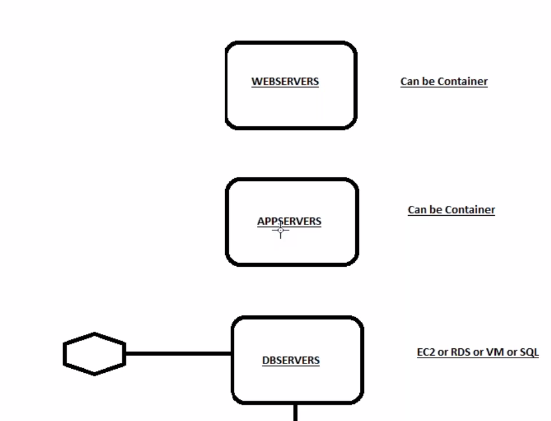 WEBSERVERS Can be Container
APPSERVERS Can be Container
DBSERVERS EC2 or RDS or VM or SQL